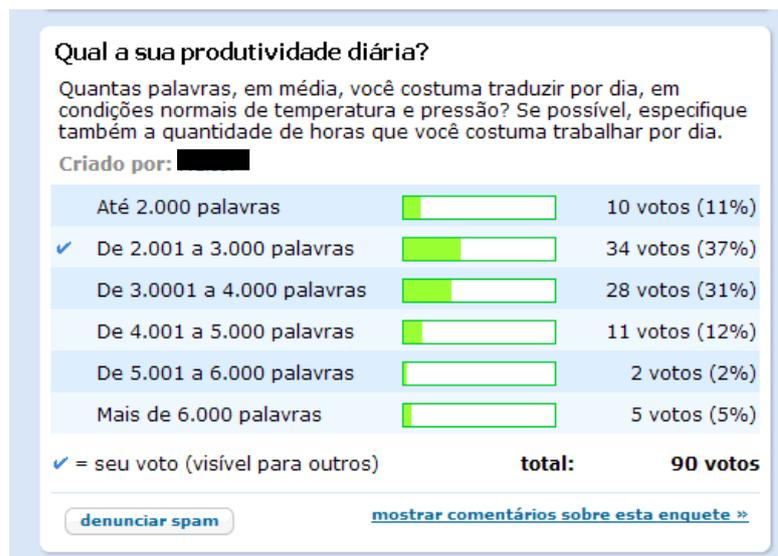 Qual a sua produtividade diária?
Quantas palavras, em média, você costuma traduzir por dia, em
condições normais de temperatura e pressão? Se possível, especifique
também a quantidade de horas que você costuma trabalhar por dia.
Criado por:
Até 2.000 palavras 10 votos (11%)
✔ De 2.001 a 3.000 palavras 34 votos (37%)
De 3.0001 a 4.000 palavras 28 votos (31%)
De 4.001 a 5.000 palavras 11 votos (12%)
De 5.001 a 6.000 palavras 2 votos (2%)
Mais de 6.000 palavras 5 votos (5%)
✔ = seu voto (visível para outros) total: 90 votos
denunciar spam mostrar comentários sobre esta enquete »